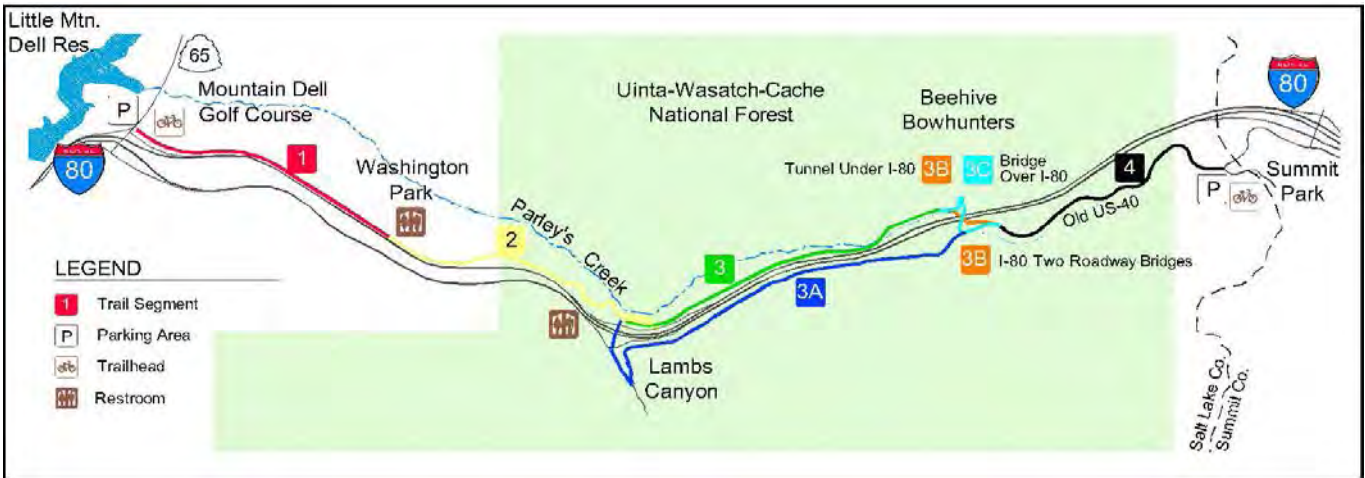 Little Mtn.
Dell Res.
65
80
P
Mountain Dell
Golf Course
80
1
Washington
Park
2
Parley's
Creek
Uinta-Wasatch-Cache
National Forest
Beehive
Bowhunters
Tunnel Under I-80
3B
3C
Bridge
Over I-80
3
3A
3B
I-80 Two Roadway Bridges
4
Old US-40
P
Summit
Park
Lambs
Canyon
Salt Lake Co.
Summit Co.
LEGEND
1 Trail Segment
P Parking Area
Trailhead
Restroom